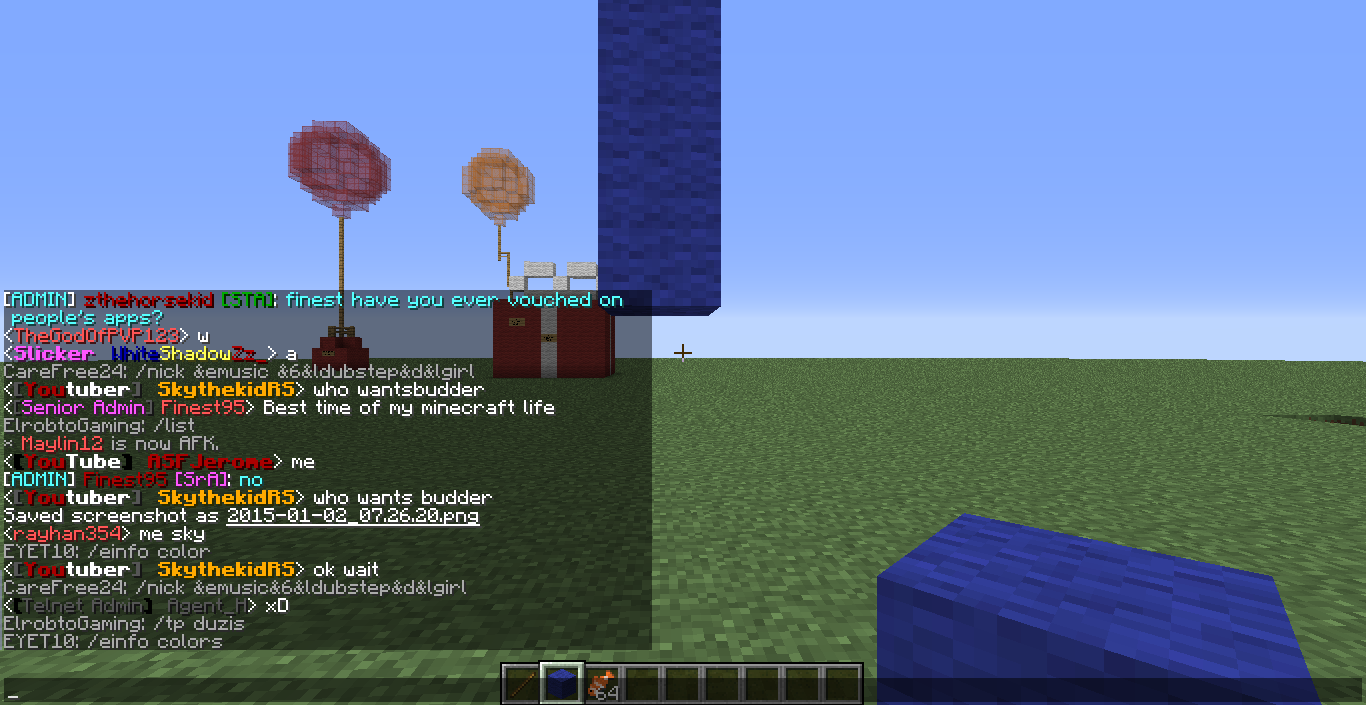 [ADMIN] zthehorsekid [STA]: finest have you ever vouched on
people's apps?
<TheGodOfPVP123> w
<Slicker WhiteShadowZz_> a
CareFree24: /nick &emusic &6&ldubstep&d&lgirl
<[Youtuber] SkythekidRS> who wantsbudder
<[Senior Admin] Finest95> Best time of my minecraft life
ElrobtoGaming: /list
* Maylin12 is now AFK.
<[YouTube] ASFJerome> me
[ADMIN] Finest95 [SrA]: no
<[Youtuber] SkythekidRS> who wants budder
Saved screenshot as 2015-01-02_07.26.20.png
<rayhan354> me sky
EYET10: /einfo color
<[Youtuber] SkythekidRS> ok wait
CareFree24: /nick &emusic&6&ldubstep&d&lgirl
<[Telnet Admin] Agent_H> xD
ElrobtoGaming: /tp duzis
EYET10: /einfo colors
64
_